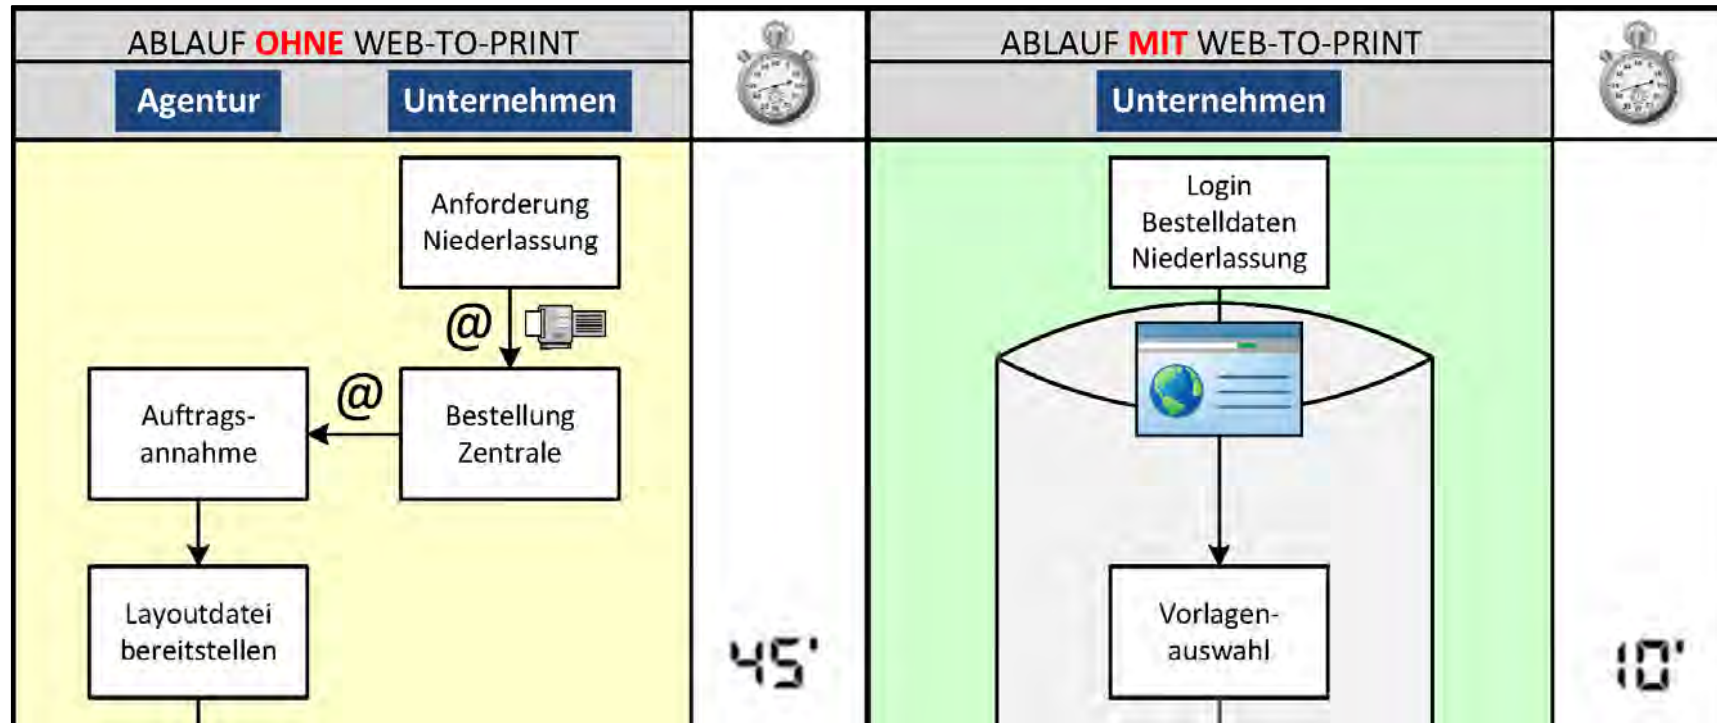 ABLAUF OHNE WEB-TO-PRINT
Agentur
Unternehmen
Anforderung
Niederlassung
@
@
Auftrags-
annahme
Bestellung
Zentrale
Layoutdatei
bereitstellen
45'
ABLAUF MIT WEB-TO-PRINT
Unternehmen
Login
Bestelldaten
Niederlassung
Vorlagen-
auswahl
10'